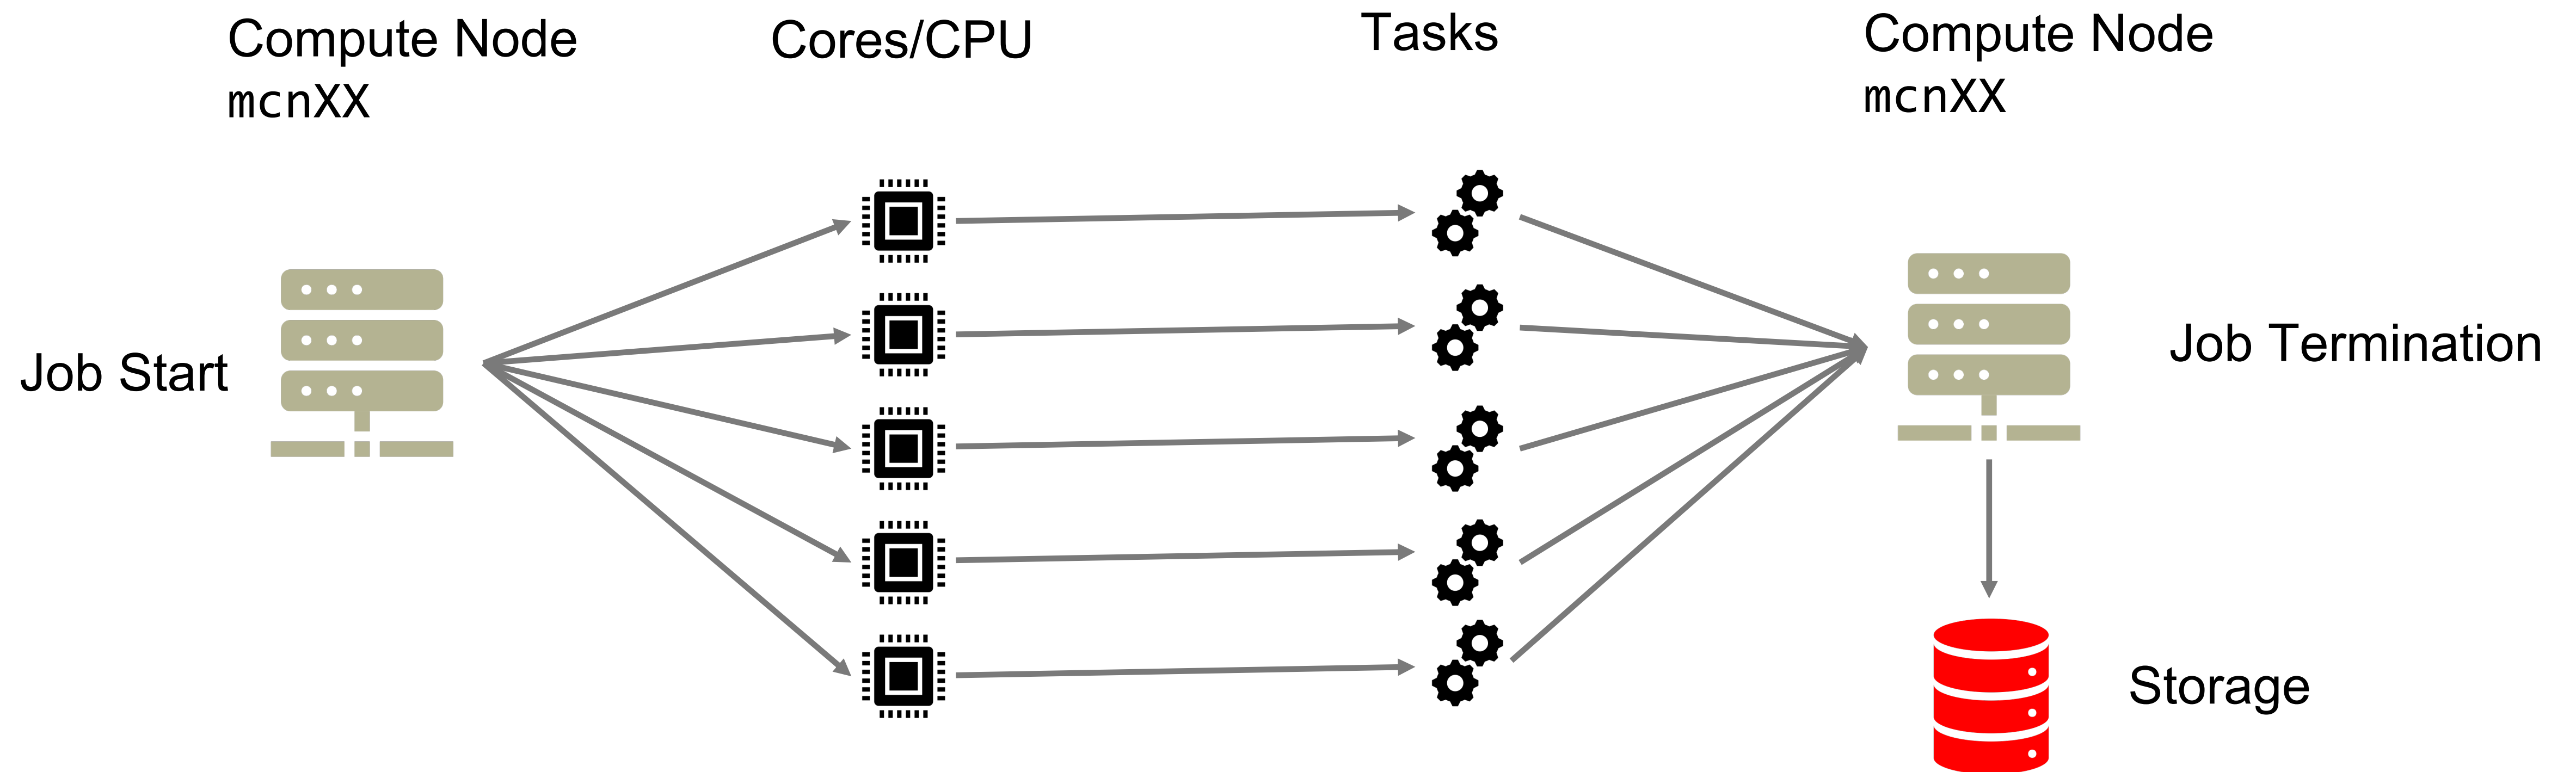 Compute Node
mcnXX
Cores/CPU
Tasks
Compute Node
mcnXX
Job Start
Job Termination
Storage